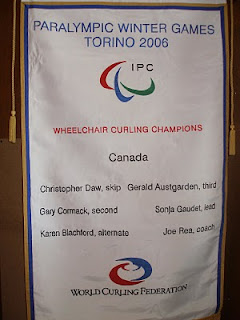 PARALYMPIC WINTER GAMES
TORINO 2006
IPC
WHEELCHAIR CURLING CHAMPIONS
Canada
Christopher Daw, skip Gerald Austgarden, third
Gary Cormack, second Sonja Gaudet, lead
Karen Blachford, alternate Joe Rea, coach
WORLD CURLING FEDERATION